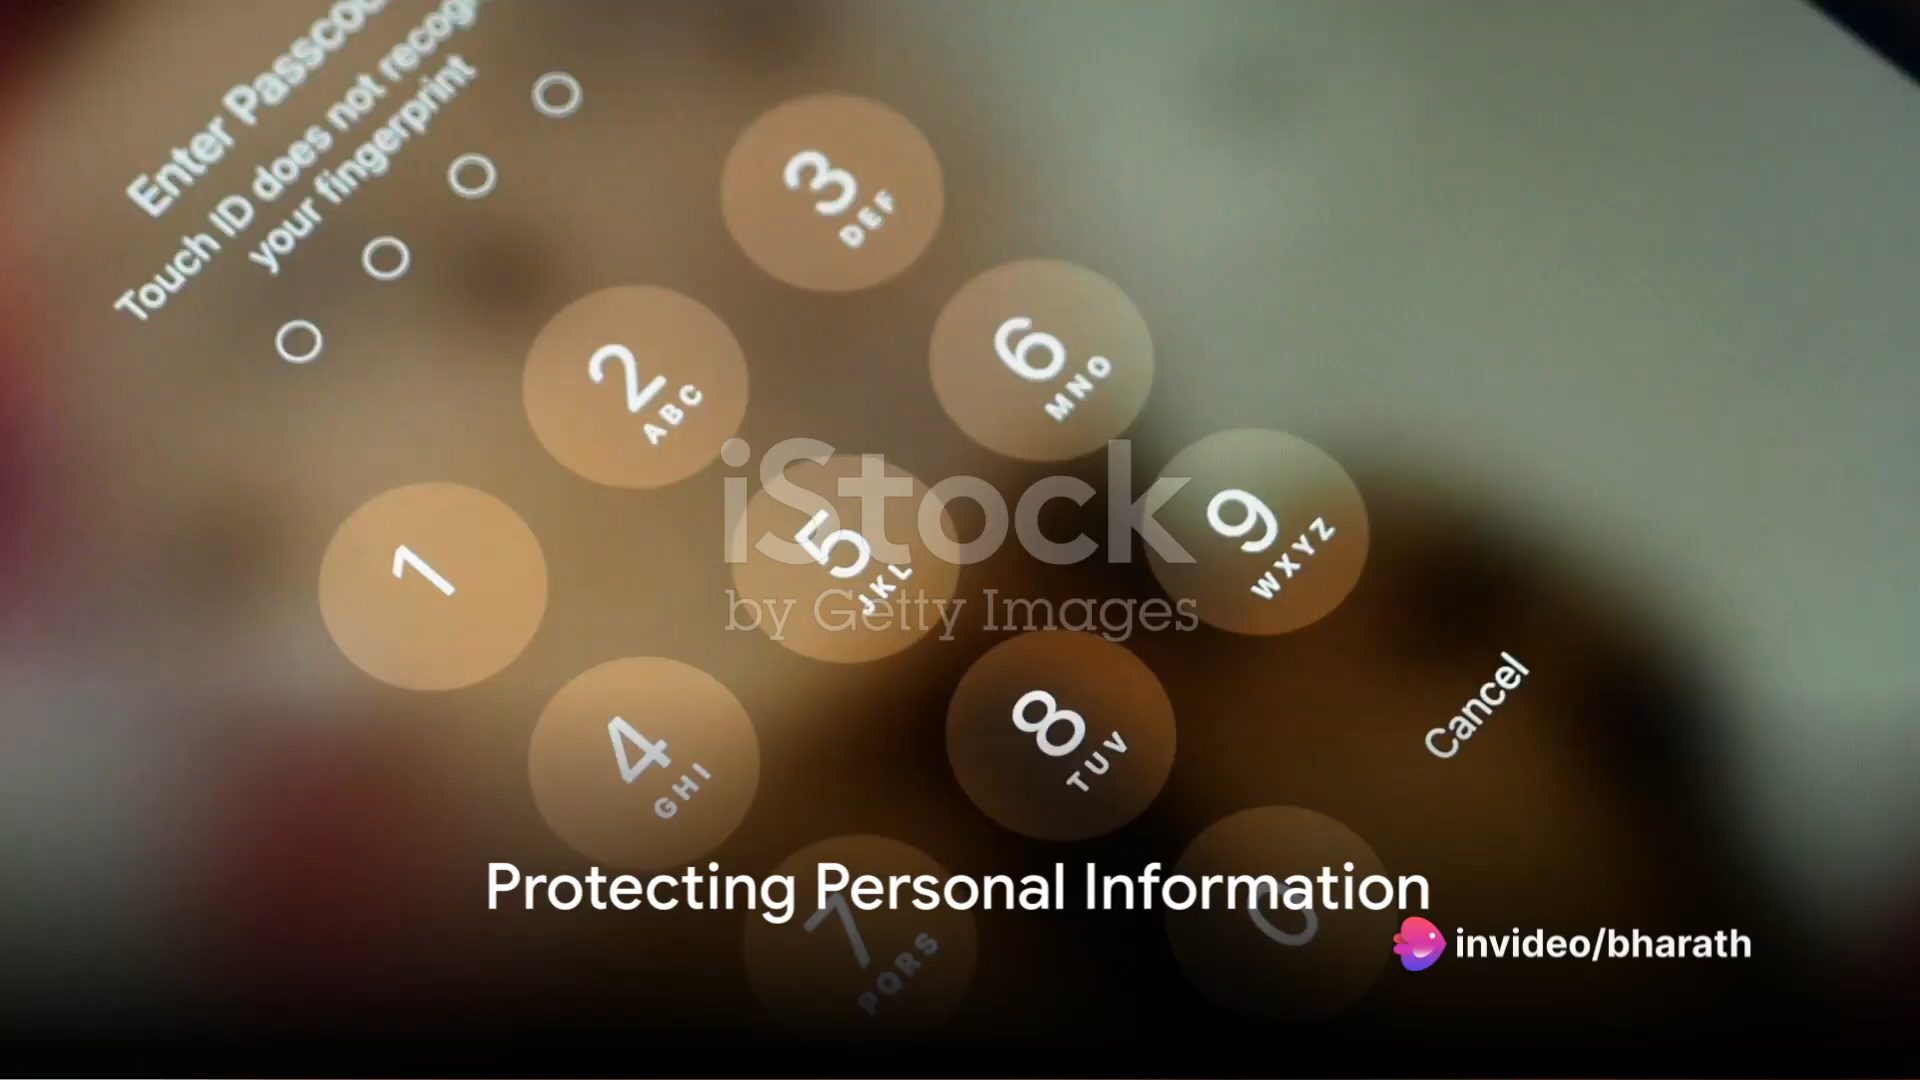 Enter Passco
Touch ID does not recog
your fingerprint
1
2
ABC
3
DEF
4
GHI
5
JKL
6
MNO
7
PQRS
8
TUV
9
WXYZ
0
Cancel
iStock
by Getty Images
Protecting Personal Information
invideo/bharath